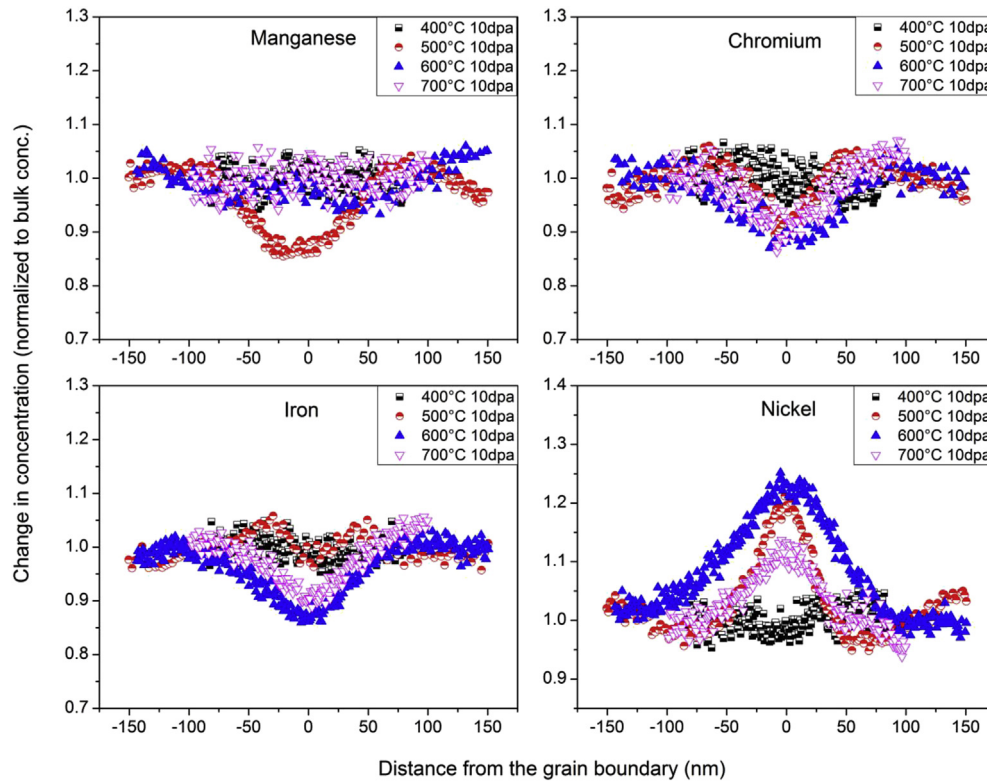 Change in concentration (normalized to bulk conc.)
1.3
1.2
1.1
1.0
0.9
0.8
0.7
Manganese
400°C 10dpa
500°C 10dpa
600°C 10dpa
700°C 10dpa
-150 -100 -50 0 50 100 150
1.3
1.2
1.1
1.0
0.9
0.8
0.7
Chromium
400°C 10dpa
500°C 10dpa
600°C 10dpa
700°C 10dpa
-150 -100 -50 0 50 100 150
1.3
1.2
1.1
1.0
0.9
0.8
0.7
Iron
400°C 10dpa
500°C 10dpa
600°C 10dpa
700°C 10dpa
-150 -100 -50 0 50 100 150
1.4
1.3
1.2
1.1
1.0
0.9
Nickel
400°C 10dpa
500°C 10dpa
600°C 10dpa
700°C 10dpa
-150 -100 -50 0 50 100 150
Distance from the grain boundary (nm)